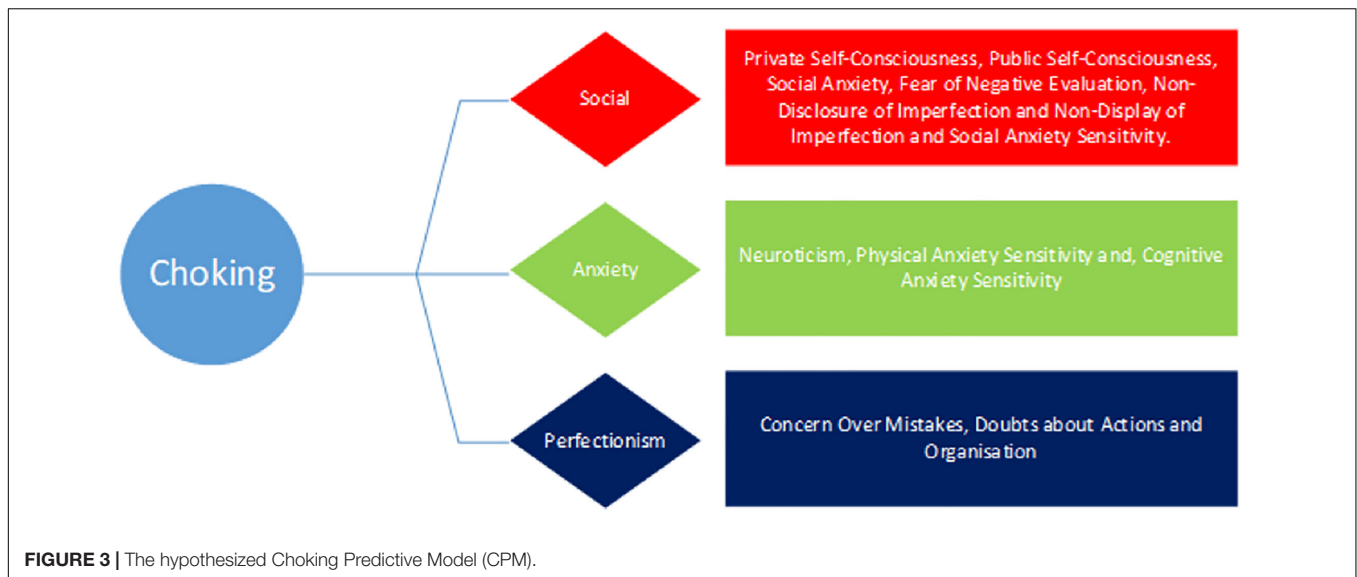 Social
Private Self-Consciousness, Public Self-Consciousness,
Social Anxiety, Fear of Negative Evaluation, Non-
Disclosure of Imperfection and Non-Display of
Imperfection and Social Anxiety Sensitivity.
Choking
Anxiety
Neuroticism, Physical Anxiety Sensitivity and, Cognitive
Anxiety Sensitivity
Perfectionism
Concern Over Mistakes, Doubts about Actions and
Organisation
FIGURE 3 | The hypothesized Choking Predictive Model (CPM).